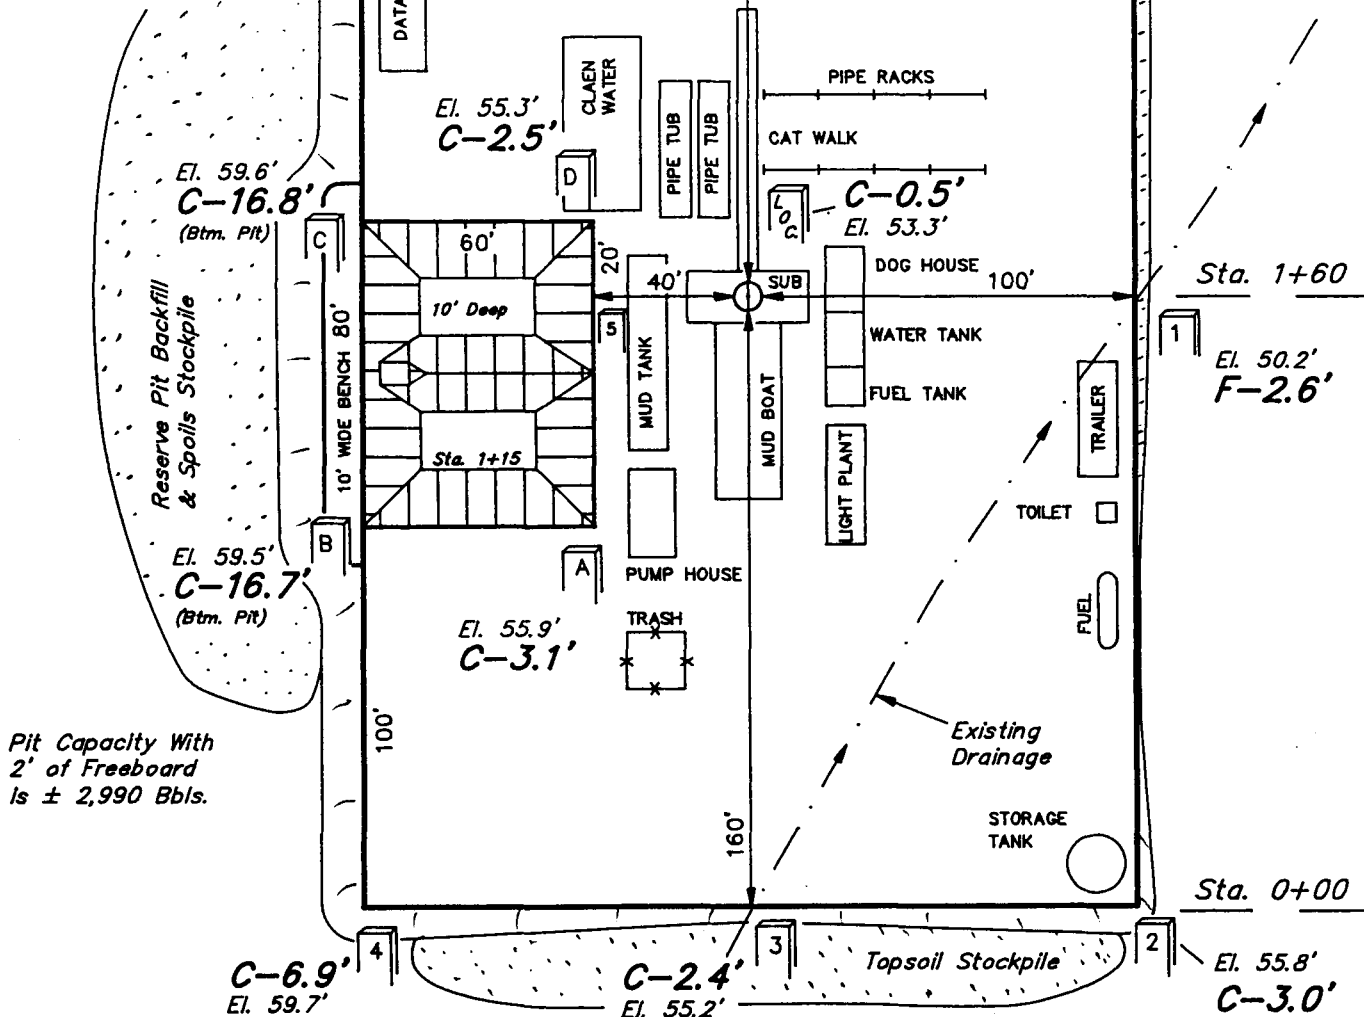 DATA
CLAEN
WATER
PIPE TUB
PIPE TUB
PIPE RACKS
CAT WALK
El. 55.3'
C-2.5'
D
El. 59.6'
C-16.8'
(Btm. Pit)
C
LOC.
C-0.5'
El. 53.3'
60'
20'
40'
SUB
DOG HOUSE
100'
Sta. 1+60
10' Deep
5
WATER TANK
1
El. 50.2'
F-2.6'
Reserve Pit Backfill
& Spoils Stockpile
10' WIDE BENCH
80'
MUD TANK
MUD BOAT
FUEL TANK
TRAILER
Sta. 1+15
LIGHT PLANT
TOILET
B
El. 59.5'
C-16.7'
(Btm. Pit)
A
PUMP HOUSE
El. 55.9'
C-3.1'
TRASH
FUEL
100'
Pit Capacity With
2' of Freeboard
Is ± 2,990 Bbls.
Existing
Drainage
160'
STORAGE
TANK
Sta. 0+00
4
C-6.9'
El. 59.7'
3
C-2.4'
El. 55.2'
Topsoil Stockpile
2
El. 55.8'
C-3.0'